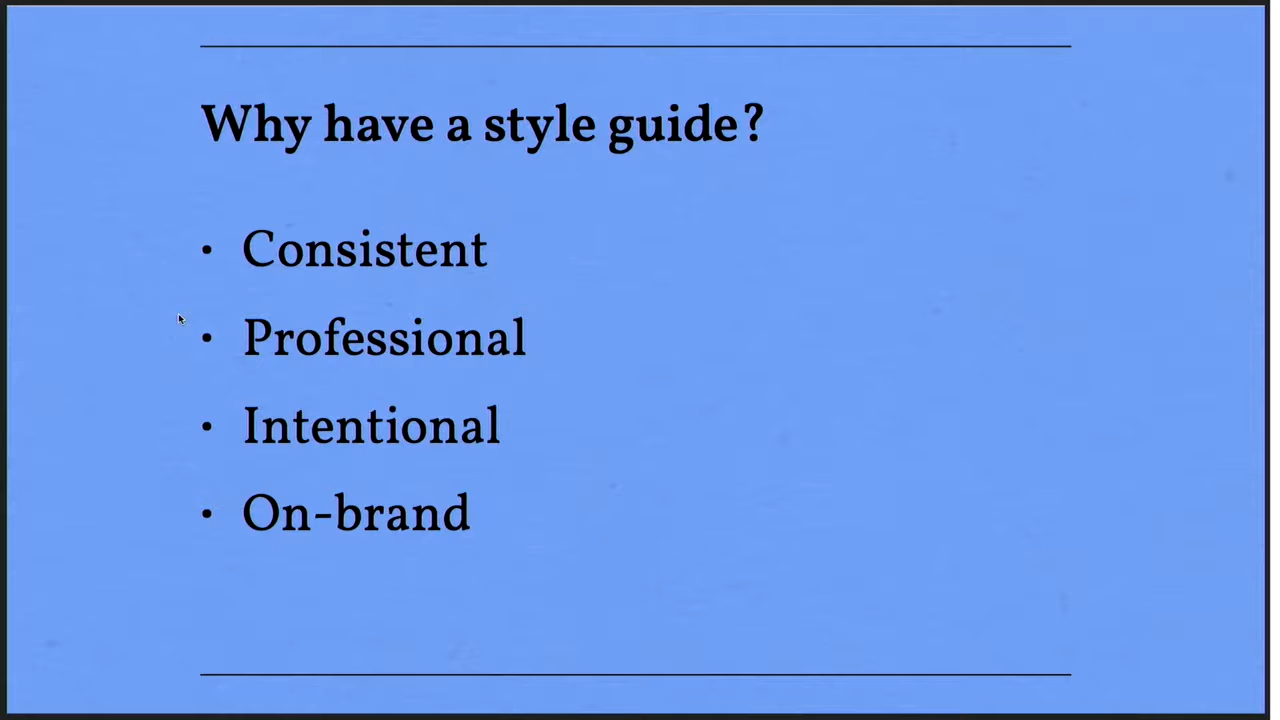 Why have a style guide?
• Consistent
• Professional
• Intentional
• On-brand